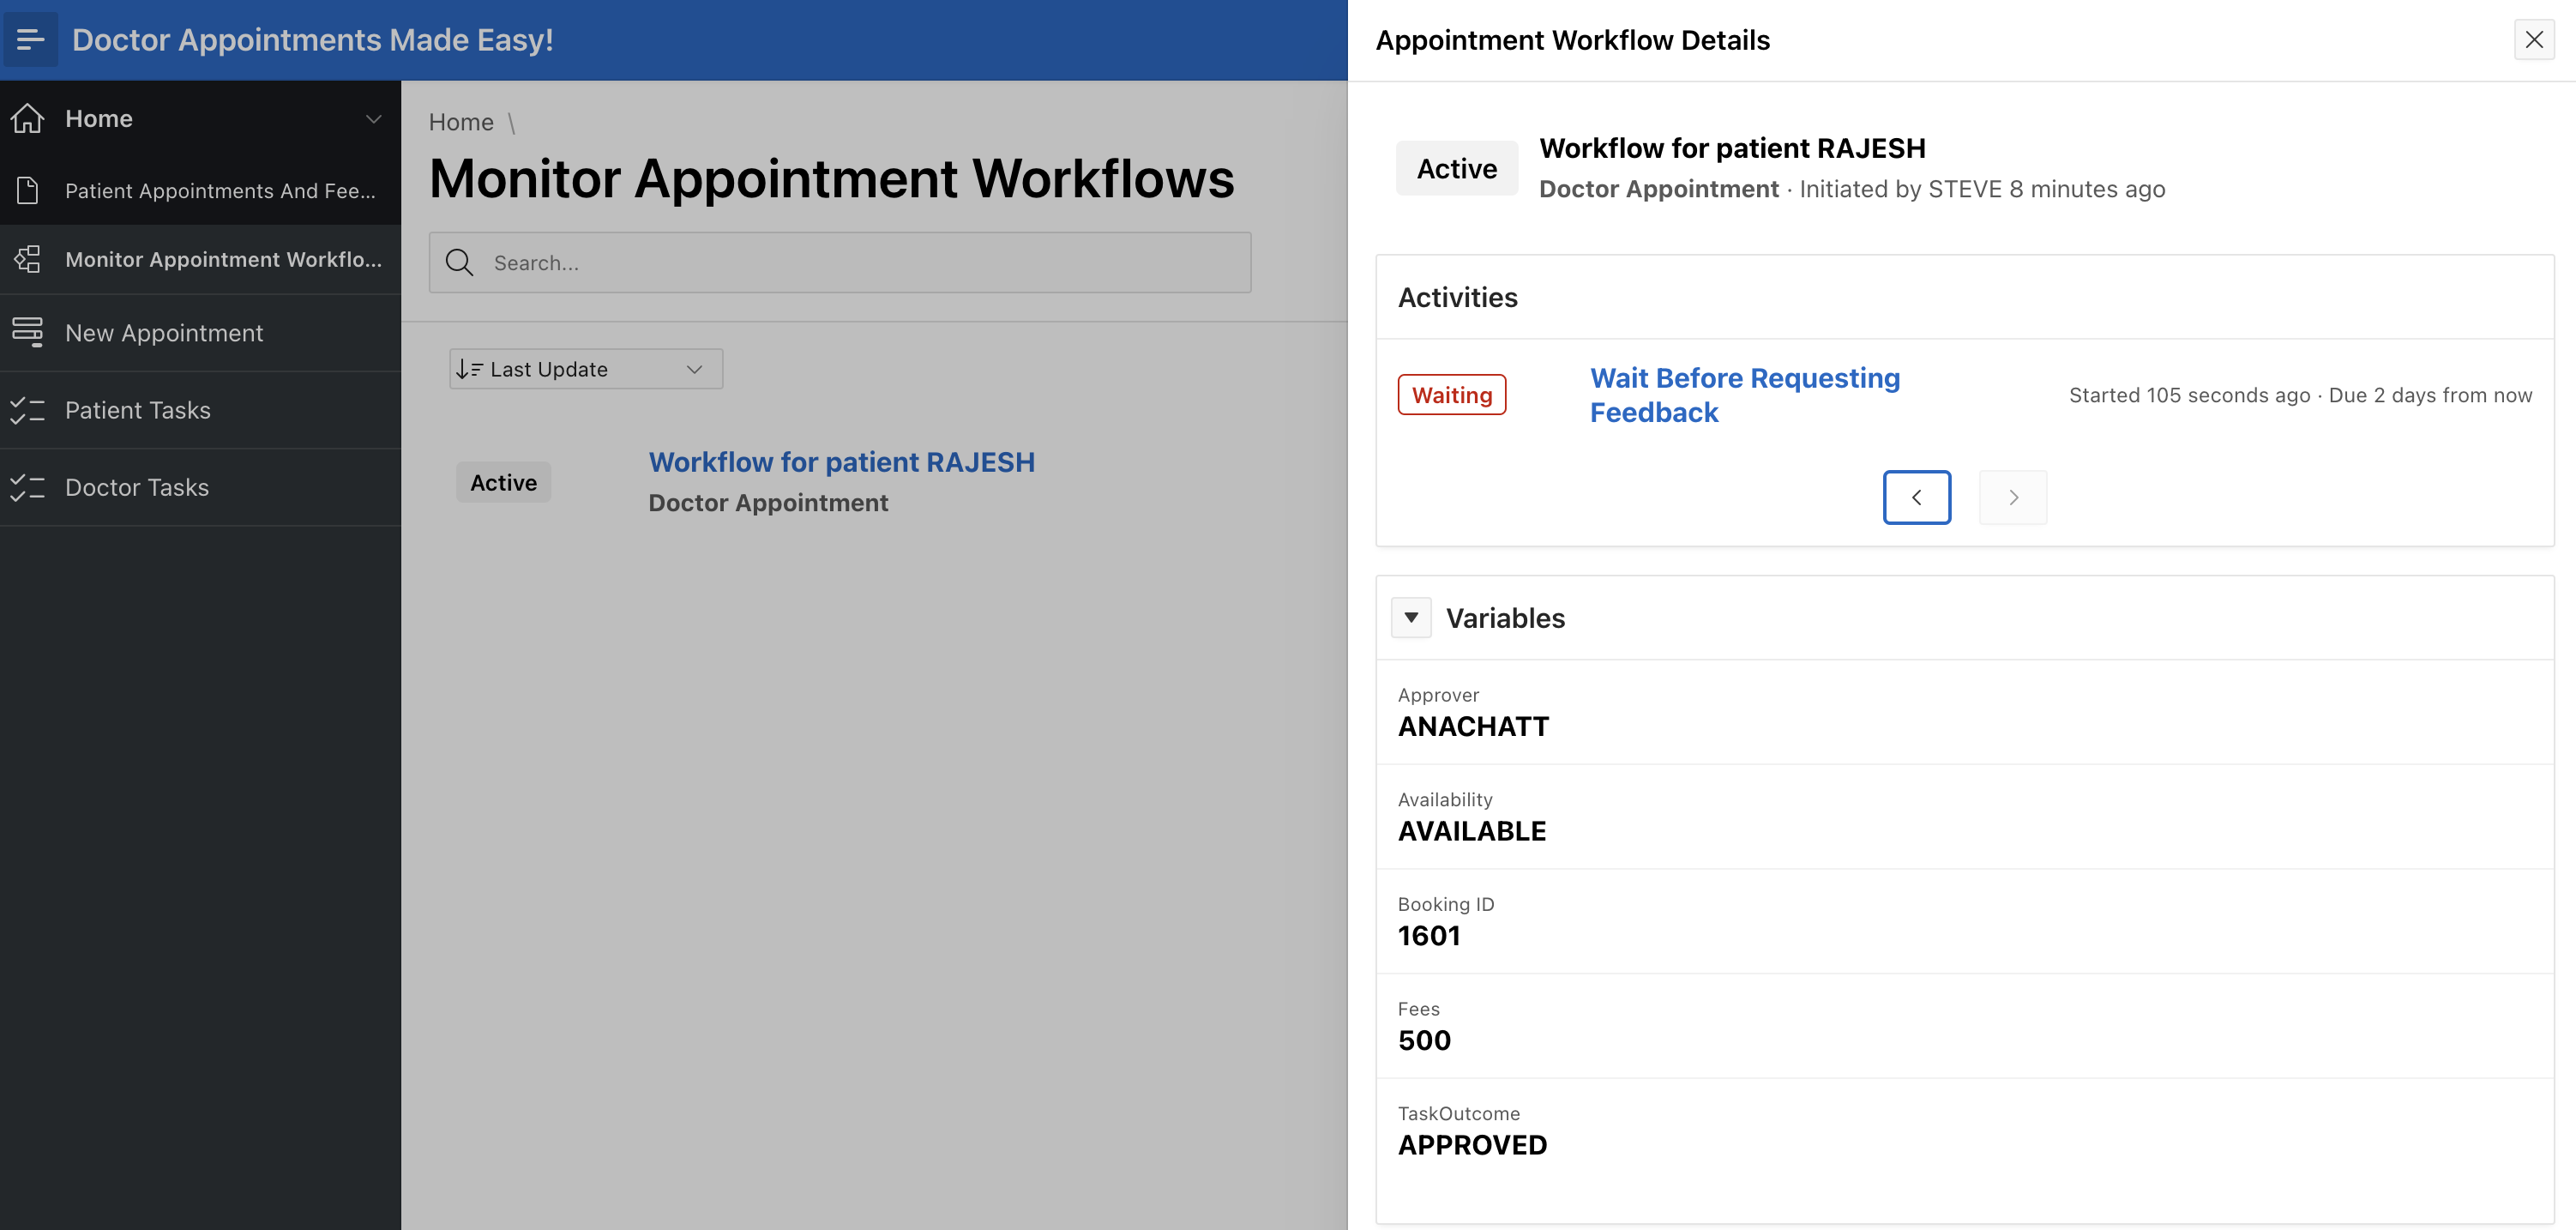 Doctor Appointments Made Easy!
Home
Patient Appointments And Fee...
Monitor Appointment Workflo...
New Appointment
Patient Tasks
Doctor Tasks
Home \
Monitor Appointment Workflows
Search...
Last Update
Active
Workflow for patient RAJESH
Doctor Appointment
Appointment Workflow Details
Active
Workflow for patient RAJESH
Doctor Appointment · Initiated by STEVE 8 minutes ago
Activities
Waiting
Wait Before Requesting
Feedback
Started 105 seconds ago · Due 2 days from now
Variables
Approver
ANACHATT
Availability
AVAILABLE
Booking ID
1601
Fees
500
TaskOutcome
APPROVED